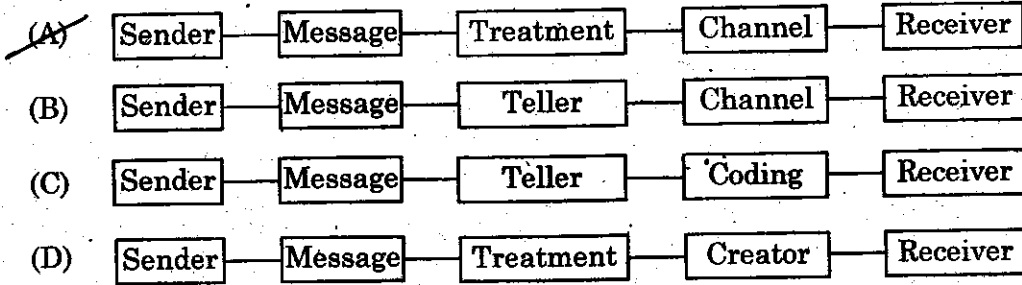 (A) Sender Message Treatment Channel Receiver
(B) Sender Message Teller Channel Receiver
(C) Sender Message Teller Coding Receiver
(D) Sender Message Treatment Creator Receiver